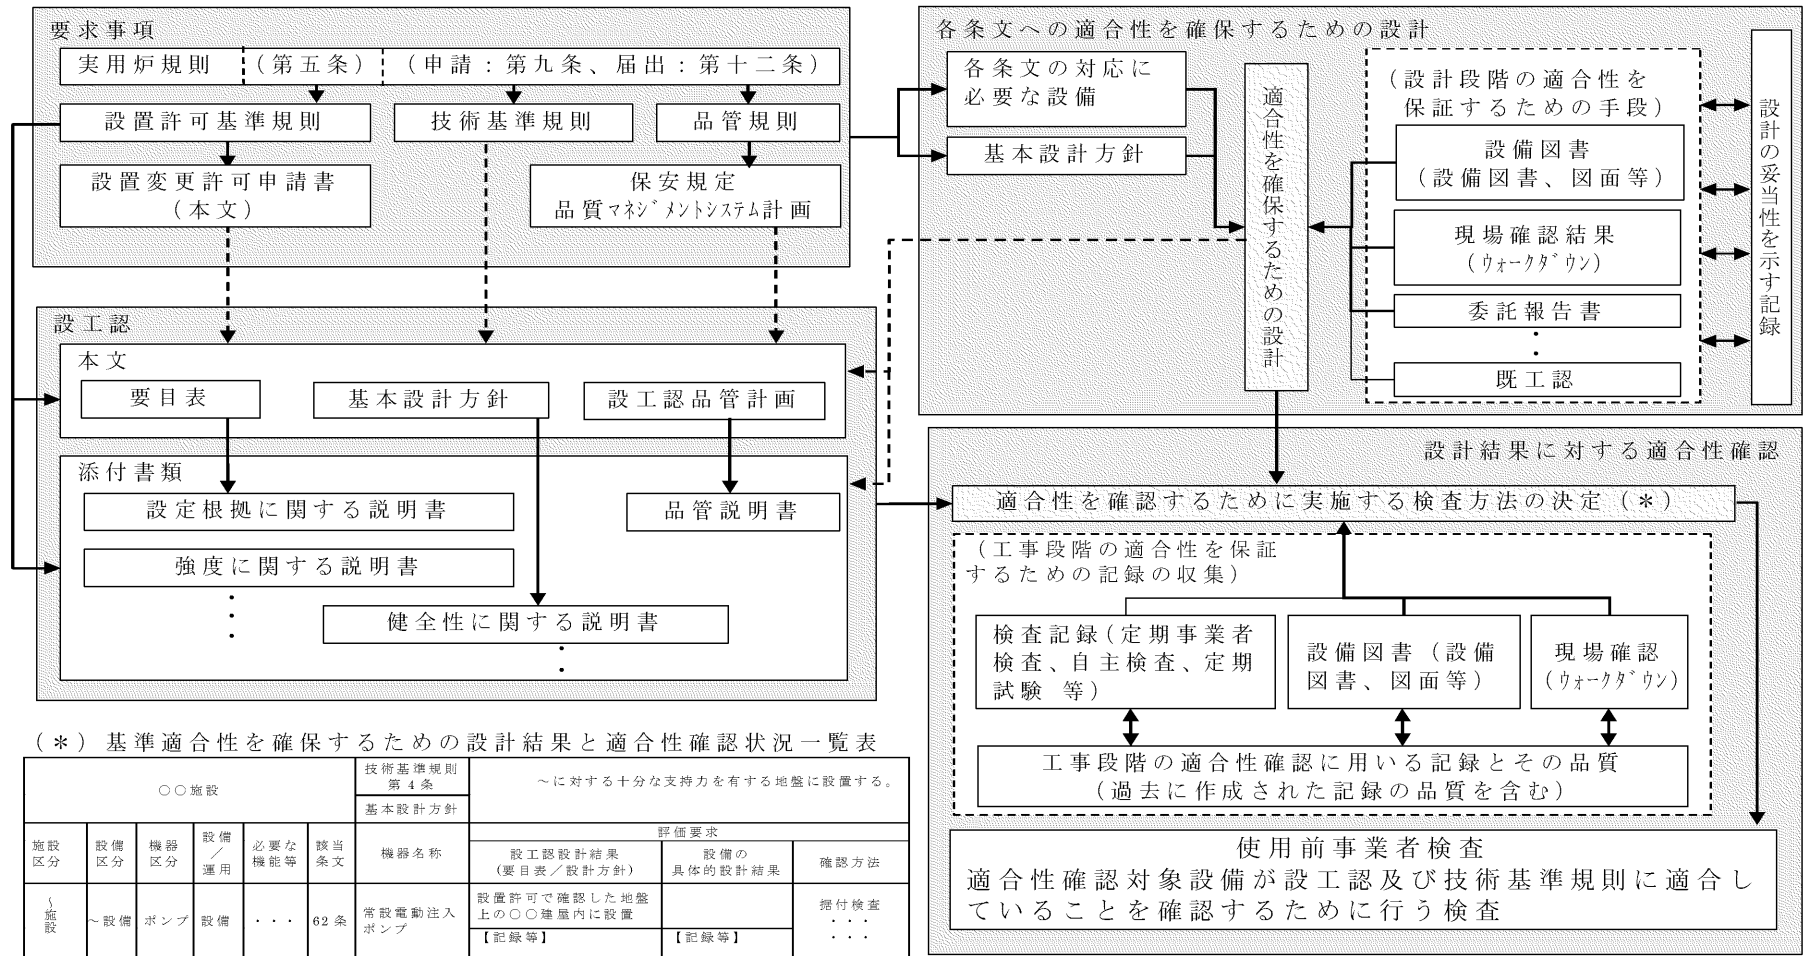 要求事項
実用炉規則 (第五条) (申請:第九条、届出:第十二条)
設置許可基準規則
技術基準規則
品管規則
設置変更許可申請書
(本文)
保安規定
品質マネジメントシステム計画
設工認
本文
要目表
基本設計方針
設工認品管計画
添付書類
設定根拠に関する説明書
品管説明書
強度に関する説明書
・
・
・
健全性に関する説明書
・
・
各条文への適合性を確保するための設計
各条文の対応に
必要な設備
基本設計方針
適合性を確保するための設計
(設計段階の適合性を
保証するための手段)
設備図書
(設備図書、図面等)
現場確認結果
(ウォークダウン)
委託報告書
・
・
既工認
設計の妥当性を示す記録
設計結果に対する適合性確認
適合性を確認するために実施する検査方法の決定(*)
(工事段階の適合性を保証
するための記録の収集)
検査記録(定期事業者
検査、自主検査、定期
試験 等)
設備図書(設備
図書、図面等)
現場確認
(ウォークダウン)
工事段階の適合性確認に用いる記録とその品質
(過去に作成された記録の品質を含む)
使用前事業者検査
適合性確認対象設備が設工認及び技術基準規則に適合し
ていることを確認するために行う検査
(*)基準適合性を確保するための設計結果と適合性確認状況一覧表
○○施設
技術基準規則
第4条
基本設計方針
~に対する十分な支持力を有する地盤に設置する。
施設
区分
設備
区分
機器
区分
設備
/
運用
必要な
機能等
該当
条文
機器名称
評価要求
設工認設計結果
(要目表/設計方針)
設備の
具体的設計結果
確認方法
~施設
~設備
ポンプ
設備
・・・
62条
常設電動注入
ポンプ
設置許可で確認した地盤
上の○○建屋内に設置
【記録等】
【記録等】
据付検査
・・・
・・・